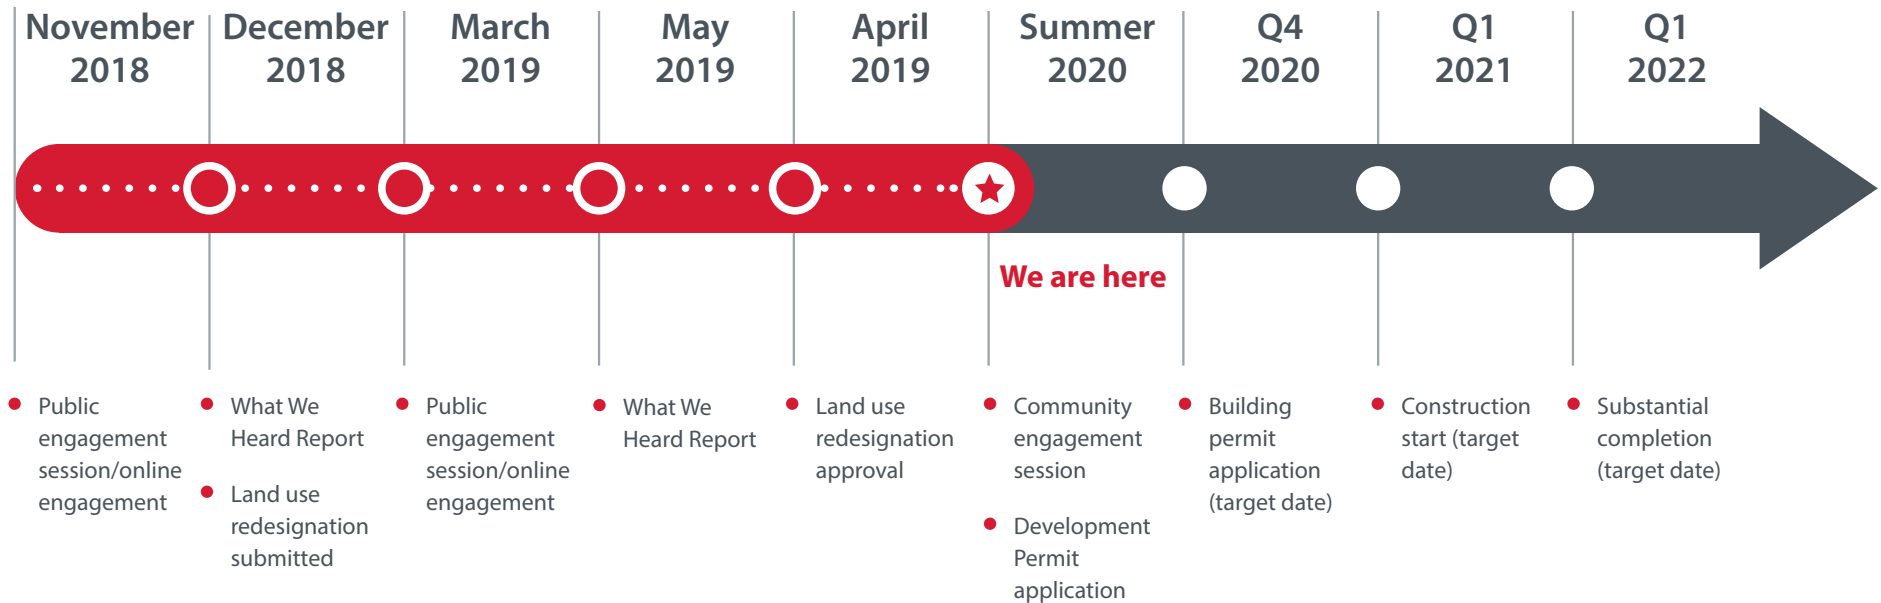 November
2018
December
2018
March
2019
May
2019
April
2019
Summer
2020
Q4
2020
Q1
2021
Q1
2022
We are here
Public
engagement
session/online
engagement
What We
Heard Report
Land use
redesignation
submitted
Public
engagement
session/online
engagement
What We
Heard Report
Land use
redesignation
approval
Community
engagement
session
Development
Permit
application
Building
permit
application
(target date)
Construction
start (target
date)
Substantial
completion
(target date)